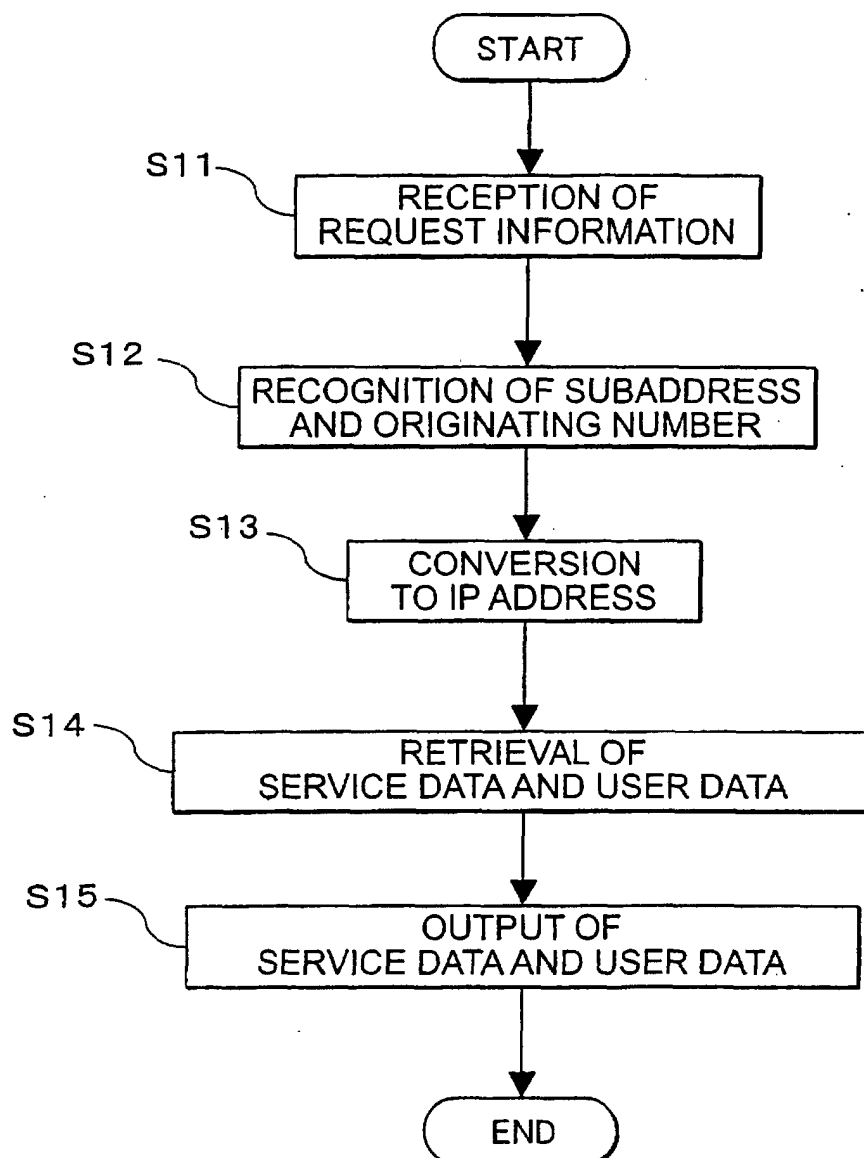 START
S11
RECEPTION OF
REQUEST INFORMATION
S12
RECOGNITION OF SUBADDRESS
AND ORIGINATING NUMBER
S13
CONVERSION
TO IP ADDRESS
S14
RETRIEVAL OF
SERVICE DATA AND USER DATA
S15
OUTPUT OF
SERVICE DATA AND USER DATA
END